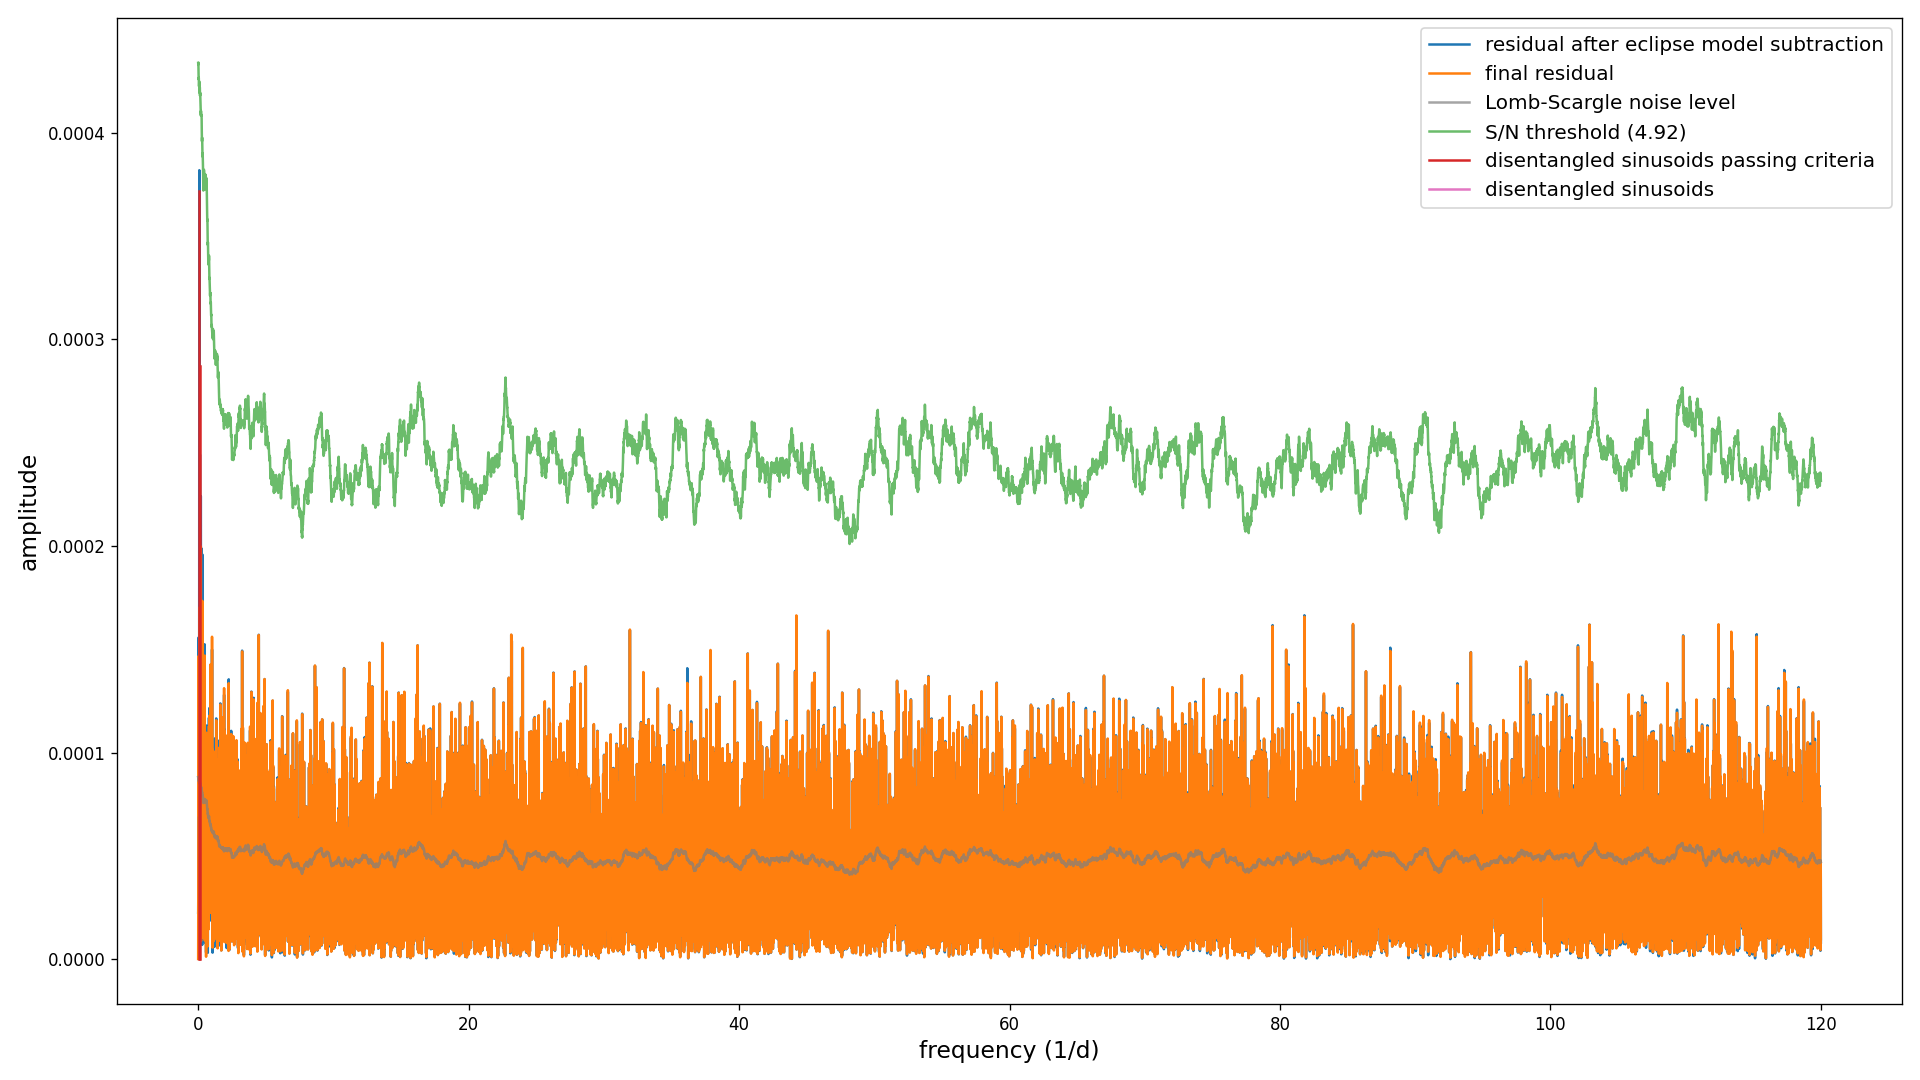 residual after eclipse model subtraction
final residual
Lomb-Scargle noise level
S/N threshold (4.92)
disentangled sinusoids passing criteria
disentangled sinusoids
amplitude
0.0004
0.0003
0.0002
0.0001
0.0000
0 20 40 60 80 100 120
frequency (1/d)